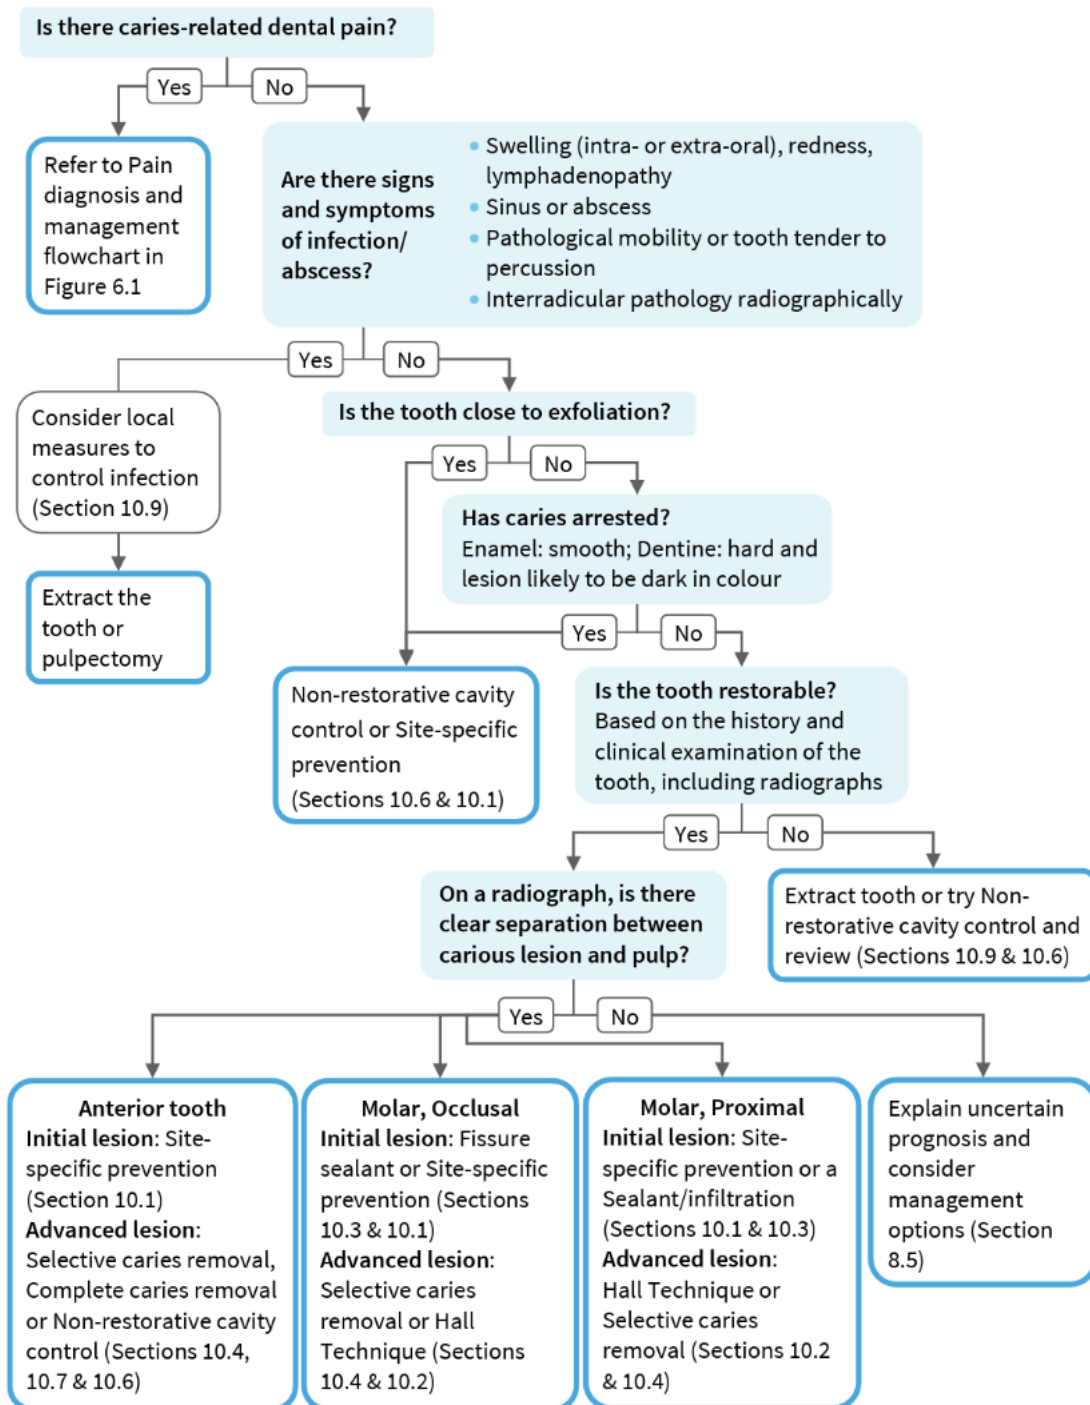 Is there caries-related dental pain?
Yes
No
Refer to Pain
diagnosis and
management
flowchart in
Figure 6.1
Are there signs
and symptoms
of infection/
abscess?
• Swelling (intra- or extra-oral), redness,
lymphadenopathy
• Sinus or abscess
• Pathological mobility or tooth tender to
percussion
• Interradicular pathology radiographically
Yes
No
Consider local
measures to
control infection
(Section 10.9)
Extract the
tooth or
pulpectomy
Is the tooth close to exfoliation?
Yes
No
Has caries arrested?
Enamel: smooth; Dentine: hard and
lesion likely to be dark in colour
Yes
No
Non-restorative cavity
control or Site-specific
prevention
(Sections 10.6 & 10.1)
Is the tooth restorable?
Based on the history and
clinical examination of the
tooth, including radiographs
Yes
No
On a radiograph, is there
clear separation between
carious lesion and pulp?
Extract tooth or try Non-
restorative cavity control and
review (Sections 10.9 & 10.6)
Yes
No
Anterior tooth
Initial lesion: Site-
specific prevention
(Section 10.1)
Advanced lesion:
Selective caries removal,
Complete caries removal
or Non-restorative cavity
control (Sections 10.4,
10.7 & 10.6)
Molar, Occlusal
Initial lesion: Fissure
sealant or Site-specific
prevention (Sections
10.3 & 10.1)
Advanced lesion:
Selective caries
removal or Hall
Technique (Sections
10.4 & 10.2)
Molar, Proximal
Initial lesion: Site-
specific prevention or a
Sealant/infiltration
(Sections 10.1 & 10.3)
Advanced lesion:
Hall Technique or
Selective caries
removal (Sections 10.2
& 10.4)
Explain uncertain
prognosis and
consider
management
options (Section
8.5)